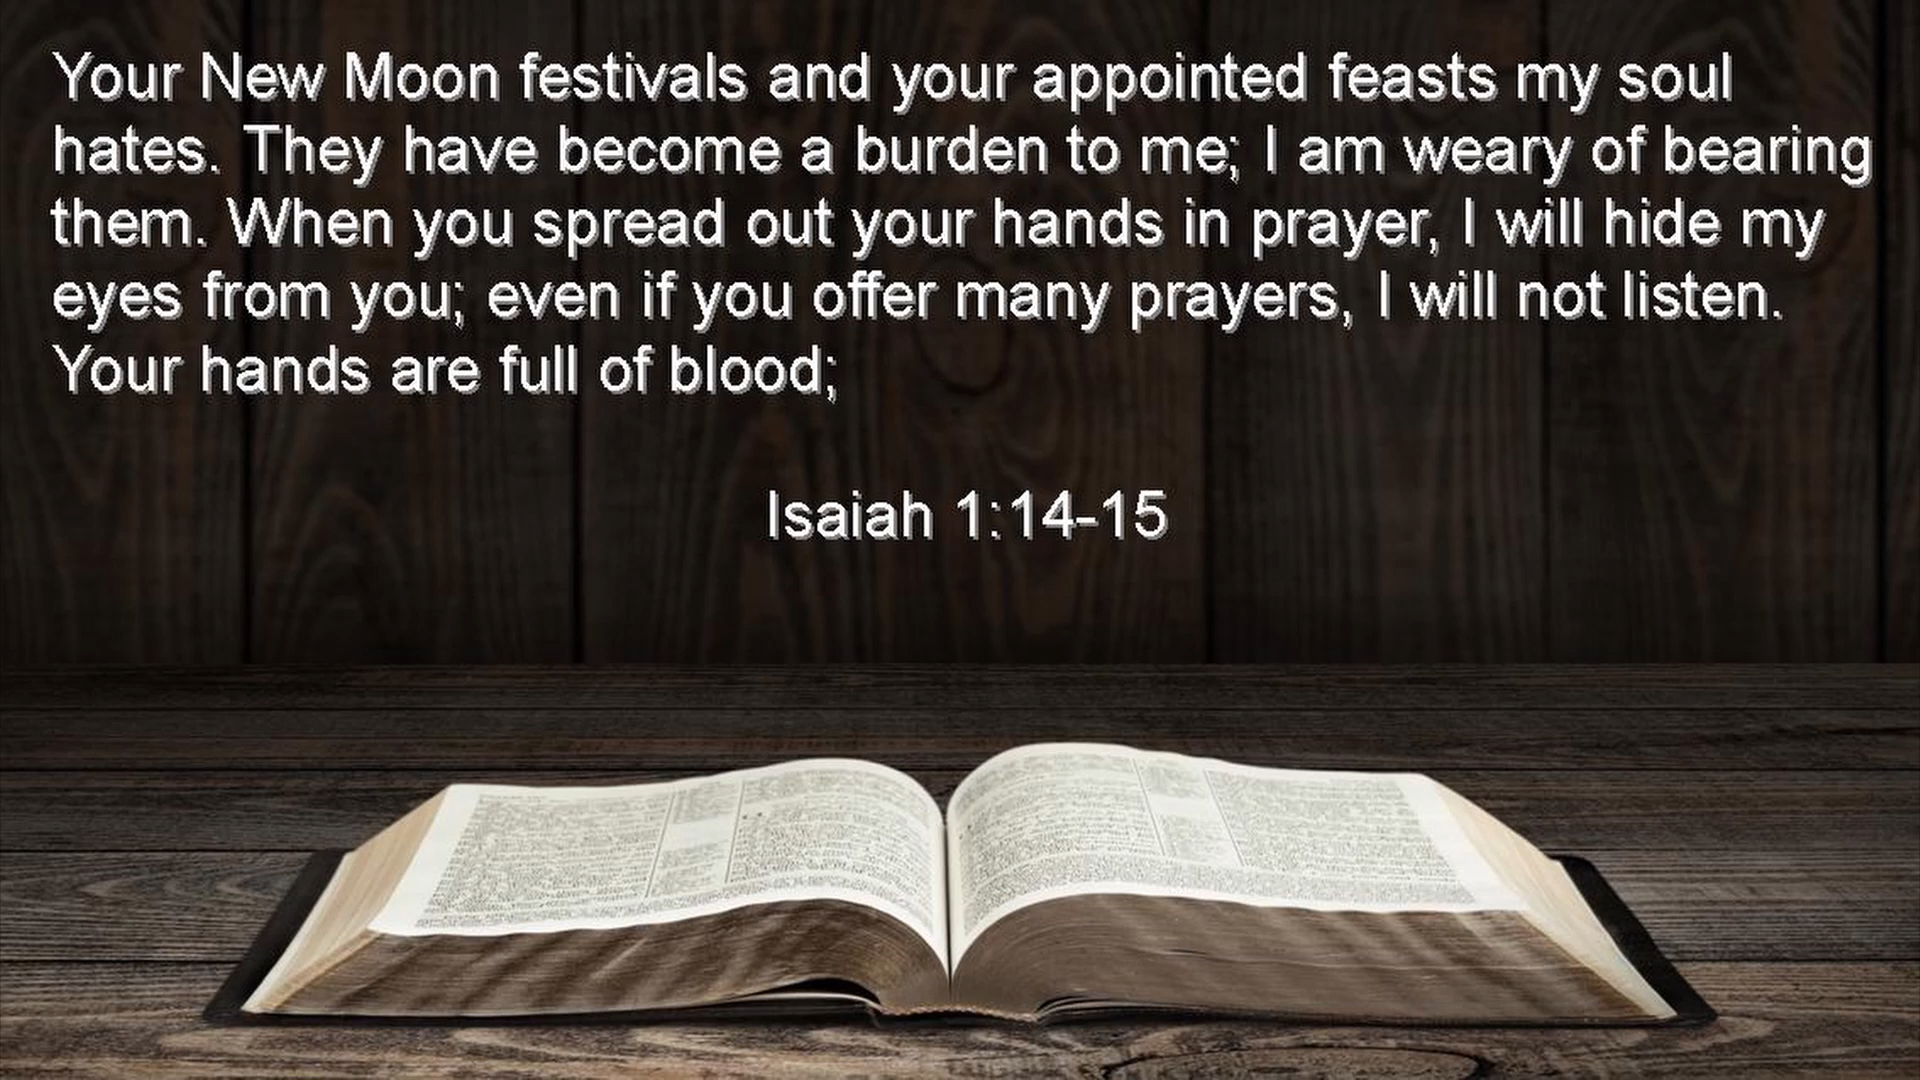 Your New Moon festivals and your appointed feasts my soul
hates. They have become a burden to me; I am weary of bearing
them. When you spread out your hands in prayer, I will hide my
eyes from you; even if you offer many prayers, I will not listen.
Your hands are full of blood;
Isaiah 1:14-15